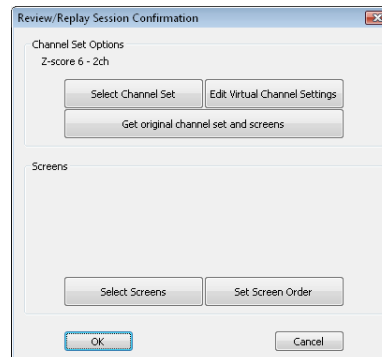 Review/Replay Session Confirmation
Channel Set Options
Z-score 6 - 2ch
Select Channel Set
Edit Virtual Channel Settings
Get original channel set and screens
Screens
Select Screens
Set Screen Order
OK
Cancel